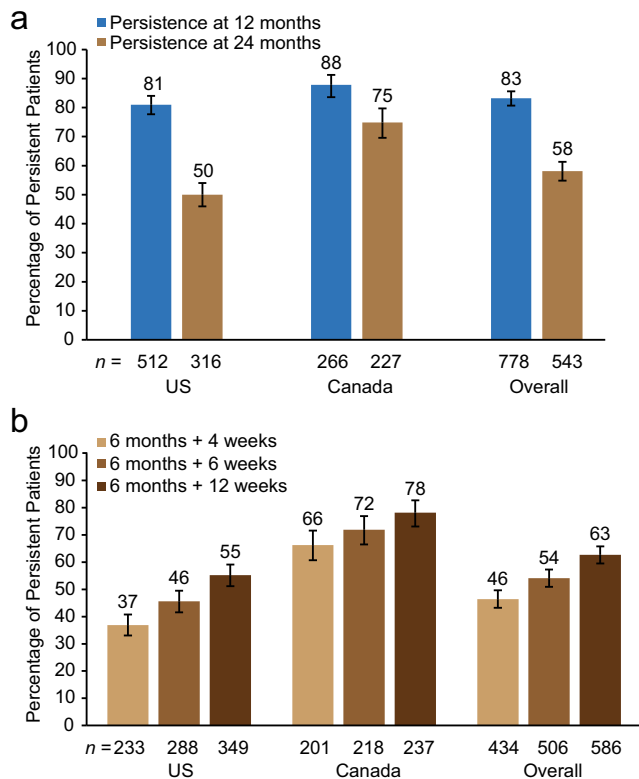 a
Persistence at 12 months
Persistence at 24 months
Percentage of Persistent Patients
100
90
80
70
60
50
40
30
20
10
0
81 50 88 75 83 58
n = 512 316 266 227 778 543
US Canada Overall
b
6 months + 4 weeks
6 months + 6 weeks
6 months + 12 weeks
Percentage of Persistent Patients
100
90
80
70
60
50
40
30
20
10
0
37 46 55 66 72 78 46 54 63
n = 233 288 349 201 218 237 434 506 586
US Canada Overall